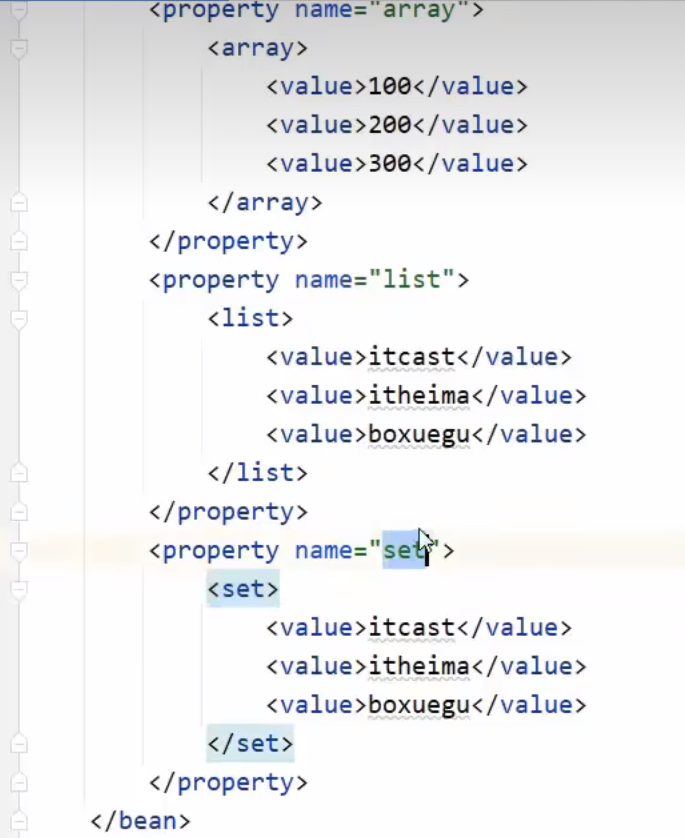 <property name="array">
<array>
<value>100</value>
<value>200</value>
<value>300</value>
</array>
</property>
<property name="list">
<list>
<value>itcast</value>
<value>itheima</value>
<value>boxuegu</value>
</list>
</property>
<property name="set">
<set>
<value>itcast</value>
<value>itheima</value>
<value>boxuegu</value>
</set>
</property>
</bean>